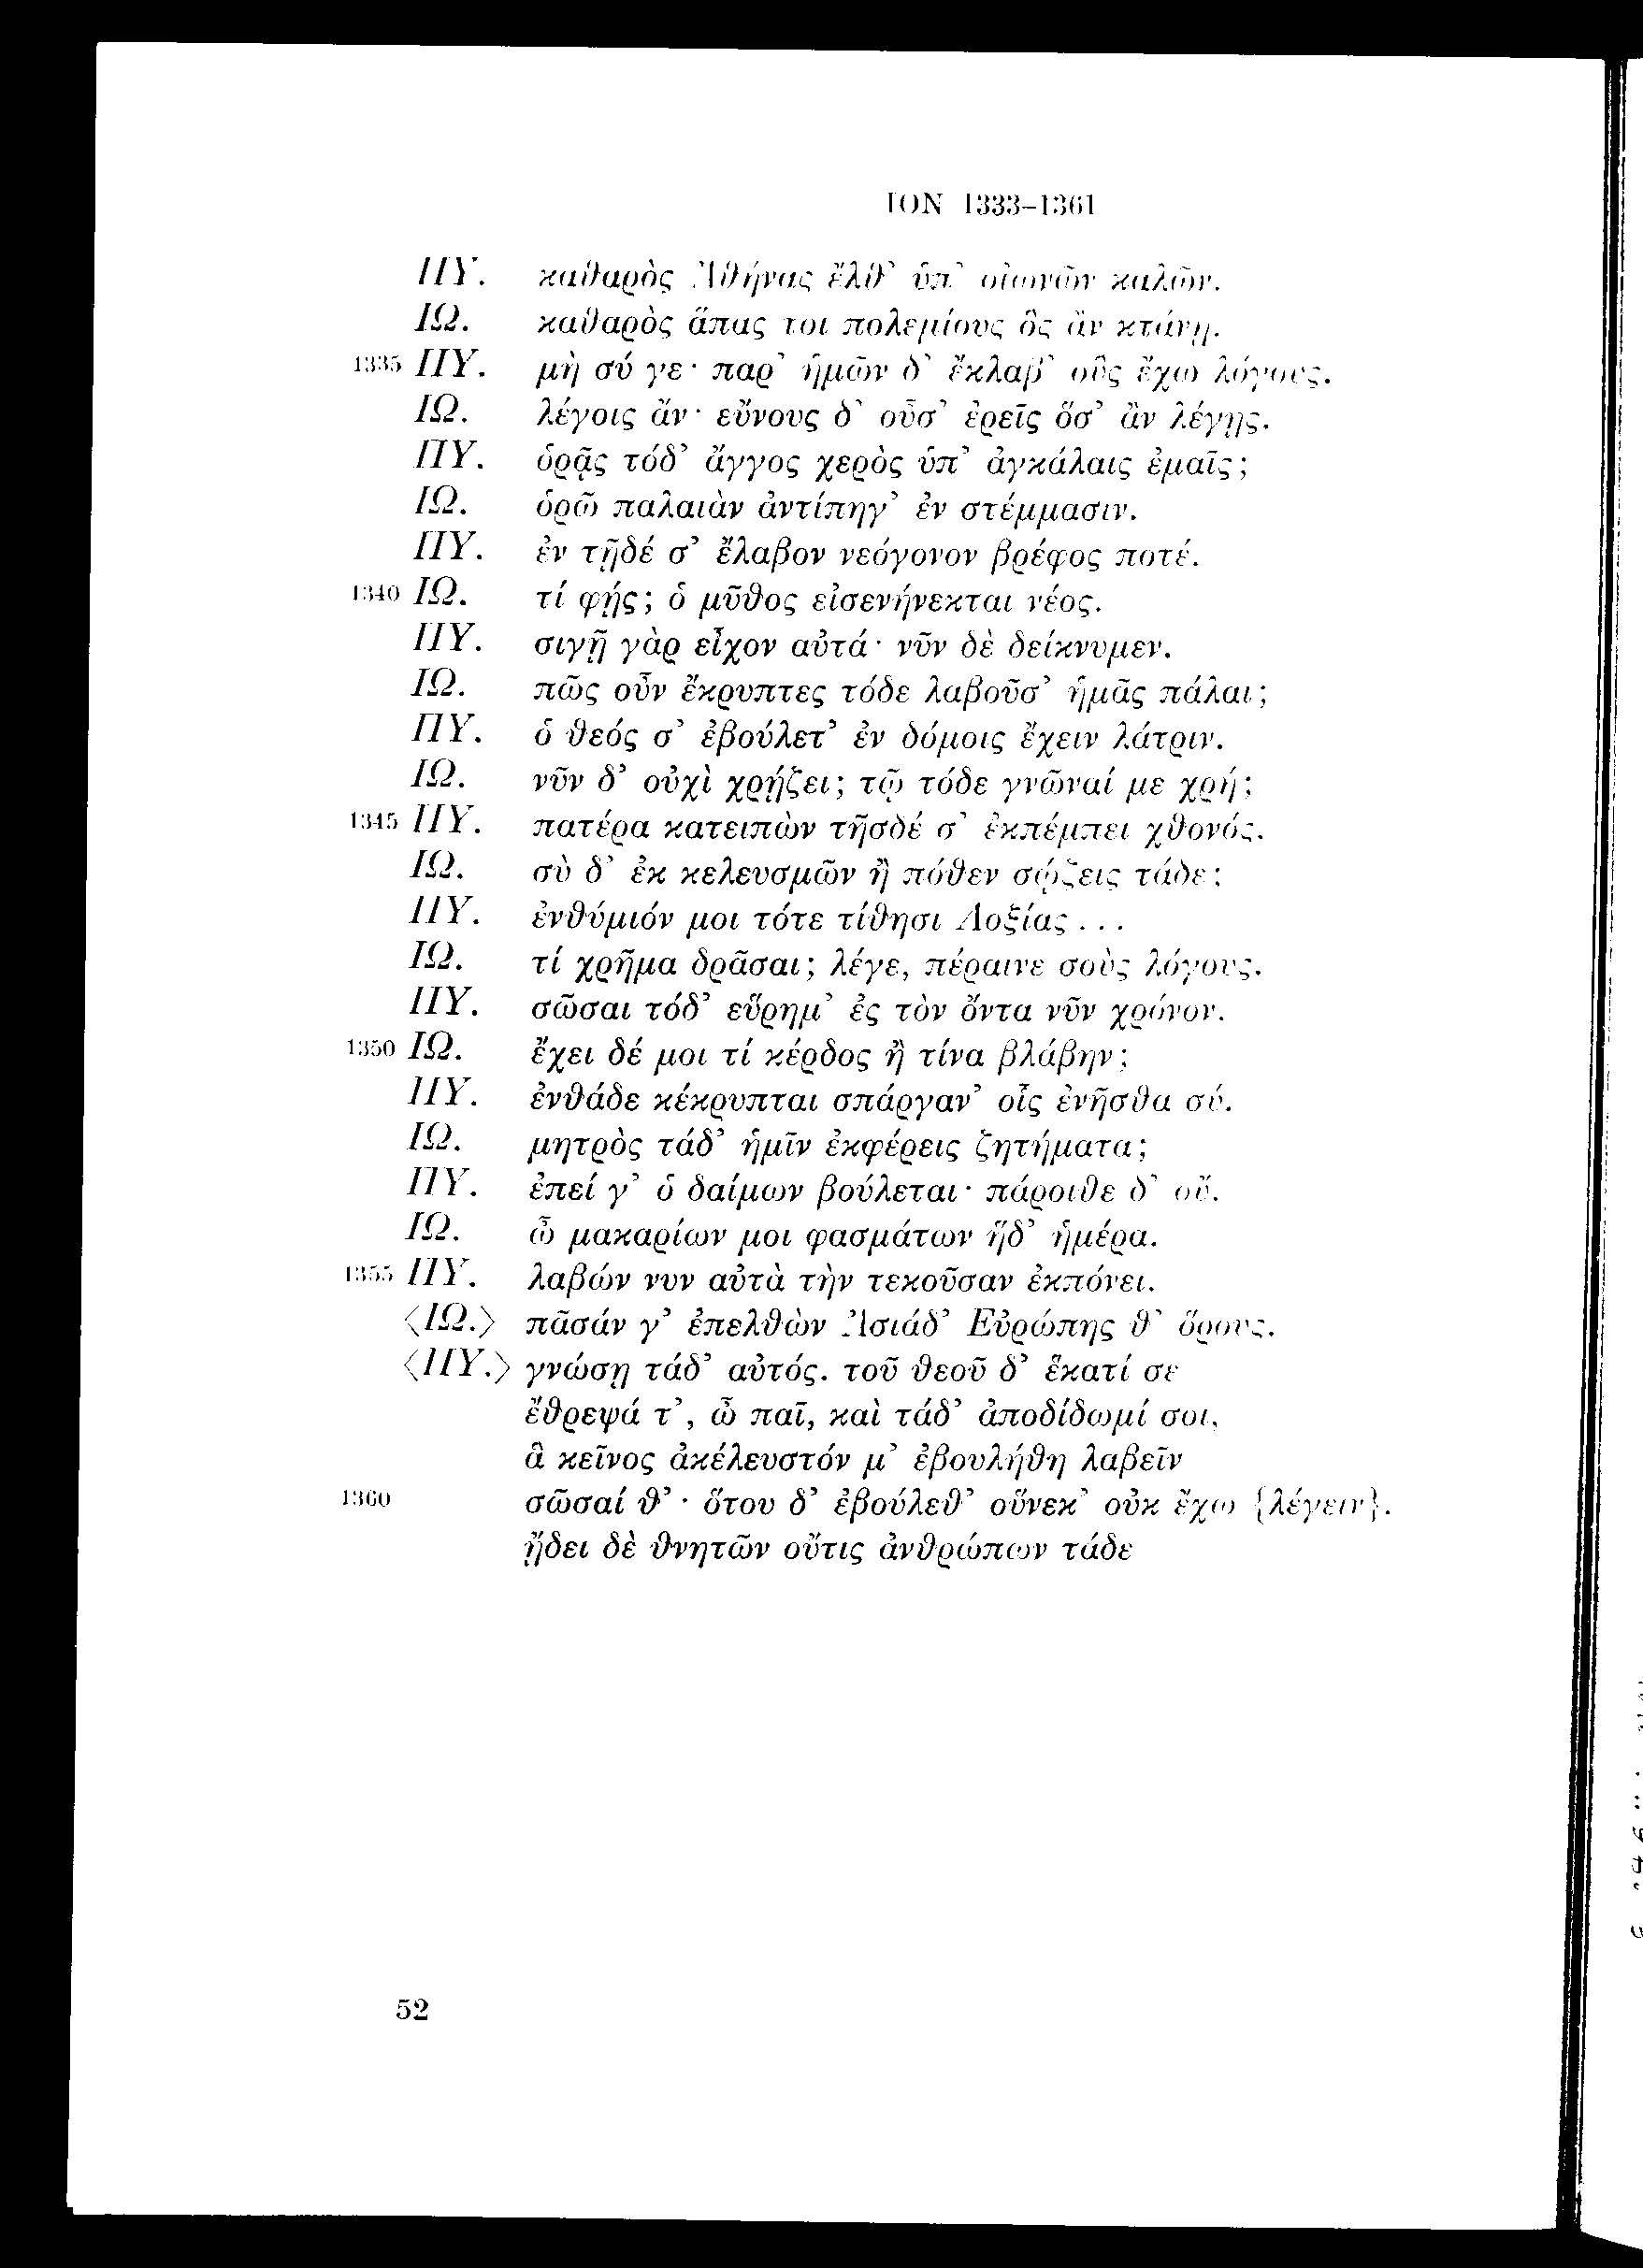 ION 1333–1361
ΠΥ. καθαρὸς Ἀθήνας ἔλθ’ ὑπ’ οἰωνῶν καλῶν.
ΙΩ. καθαρὸς ἅπας τοι πολεμίους ὃς ἂν κτάνῃ.
1335 ΠΥ. μὴ σύ γε· παρ’ ἡμῶν δ’ ἔκλαβ’ οὓς ἔχω λόγους.
ΙΩ. λέγοις ἄν· εὔνους δ’ οὖσ’ ἐρεῖς ὅσ’ ἂν λέγῃς.
ΠΥ. ὁρᾷς τόδ’ ἄγγος χερὸς ὑπ’ ἀγκάλαις ἐμαῖς;
ΙΩ. ὁρῶ παλαιὰν ἀντίπηγ’ ἐν στέμμασιν.
ΠΥ. ἐν τῇδέ σ’ ἔλαβον νεόγονον βρέφος ποτέ.
1340 ΙΩ. τί φῄς; ὁ μῦθος εἰσενήνεκται νέος.
ΠΥ. σιγῇ γὰρ εἶχον αὐτά· νῦν δὲ δείκνυμεν.
ΙΩ. πῶς οὖν ἔκρυπτες τόδε λαβοῦσ’ ἡμᾶς πάλαι;
ΠΥ. ὁ θεός σ’ ἐβούλετ’ ἐν δόμοις ἔχειν λάτριν.
ΙΩ. νῦν δ’ οὐχὶ χρῄζει; τῷ τόδε γνῶναί με χρή;
1345 ΠΥ. πατέρα κατειπὼν τῆσδέ σ’ ἐκπέμπει χθονός.
ΙΩ. σὺ δ’ ἐκ κελευσμῶν ἢ πόθεν σῴζεις τάδε;
ΠΥ. ἐνθύμιόν μοι τότε τίθησι Λοξίας . . .
ΙΩ. τί χρῆμα δρᾶσαι; λέγε, πέραινε σοὺς λόγους.
ΠΥ. σῶσαι τόδ’ εὕρημ’ ἐς τὸν ὄντα νῦν χρόνον.
1350 ΙΩ. ἔχει δέ μοι τί κέρδος ἢ τίνα βλάβην;
ΠΥ. ἐνθάδε κέκρυπται σπάργαν’ οἷς ἐνῆσθα σύ.
ΙΩ. μητρὸς τάδ’ ἡμῖν ἐκφέρεις ζητήματα;
ΠΥ. ἐπεί γ’ ὁ δαίμων βούλεται· πάροιθε δ’ οὔ.
ΙΩ. ὦ μακαρίων μοι φασμάτων ἥδ’ ἡμέρα.
1355 ΠΥ. λαβών νυν αὐτὰ τὴν τεκοῦσαν ἐκπόνει.
⟨ΙΩ.⟩ πᾶσάν γ’ ἐπελθὼν Ἀσιάδ’ Εὐρώπης θ’ ὅρους.
⟨ΠΥ.⟩ γνώσῃ τάδ’ αὐτός. τοῦ θεοῦ δ’ ἕκατί σε
ἔθρεψά τ’, ὦ παῖ, καὶ τάδ’ ἀποδίδωμί σοι,
ἃ κεῖνος ἀκέλευστόν μ’ ἐβουλήθη λαβεῖν
1360 σῶσαί θ’· ὅτου δ’ ἐβούλεθ’ οὕνεκ’ οὐκ ἔχω {λέγειν}.
ᾔδει δὲ θνητῶν οὔτις ἀνθρώπων τάδε
52